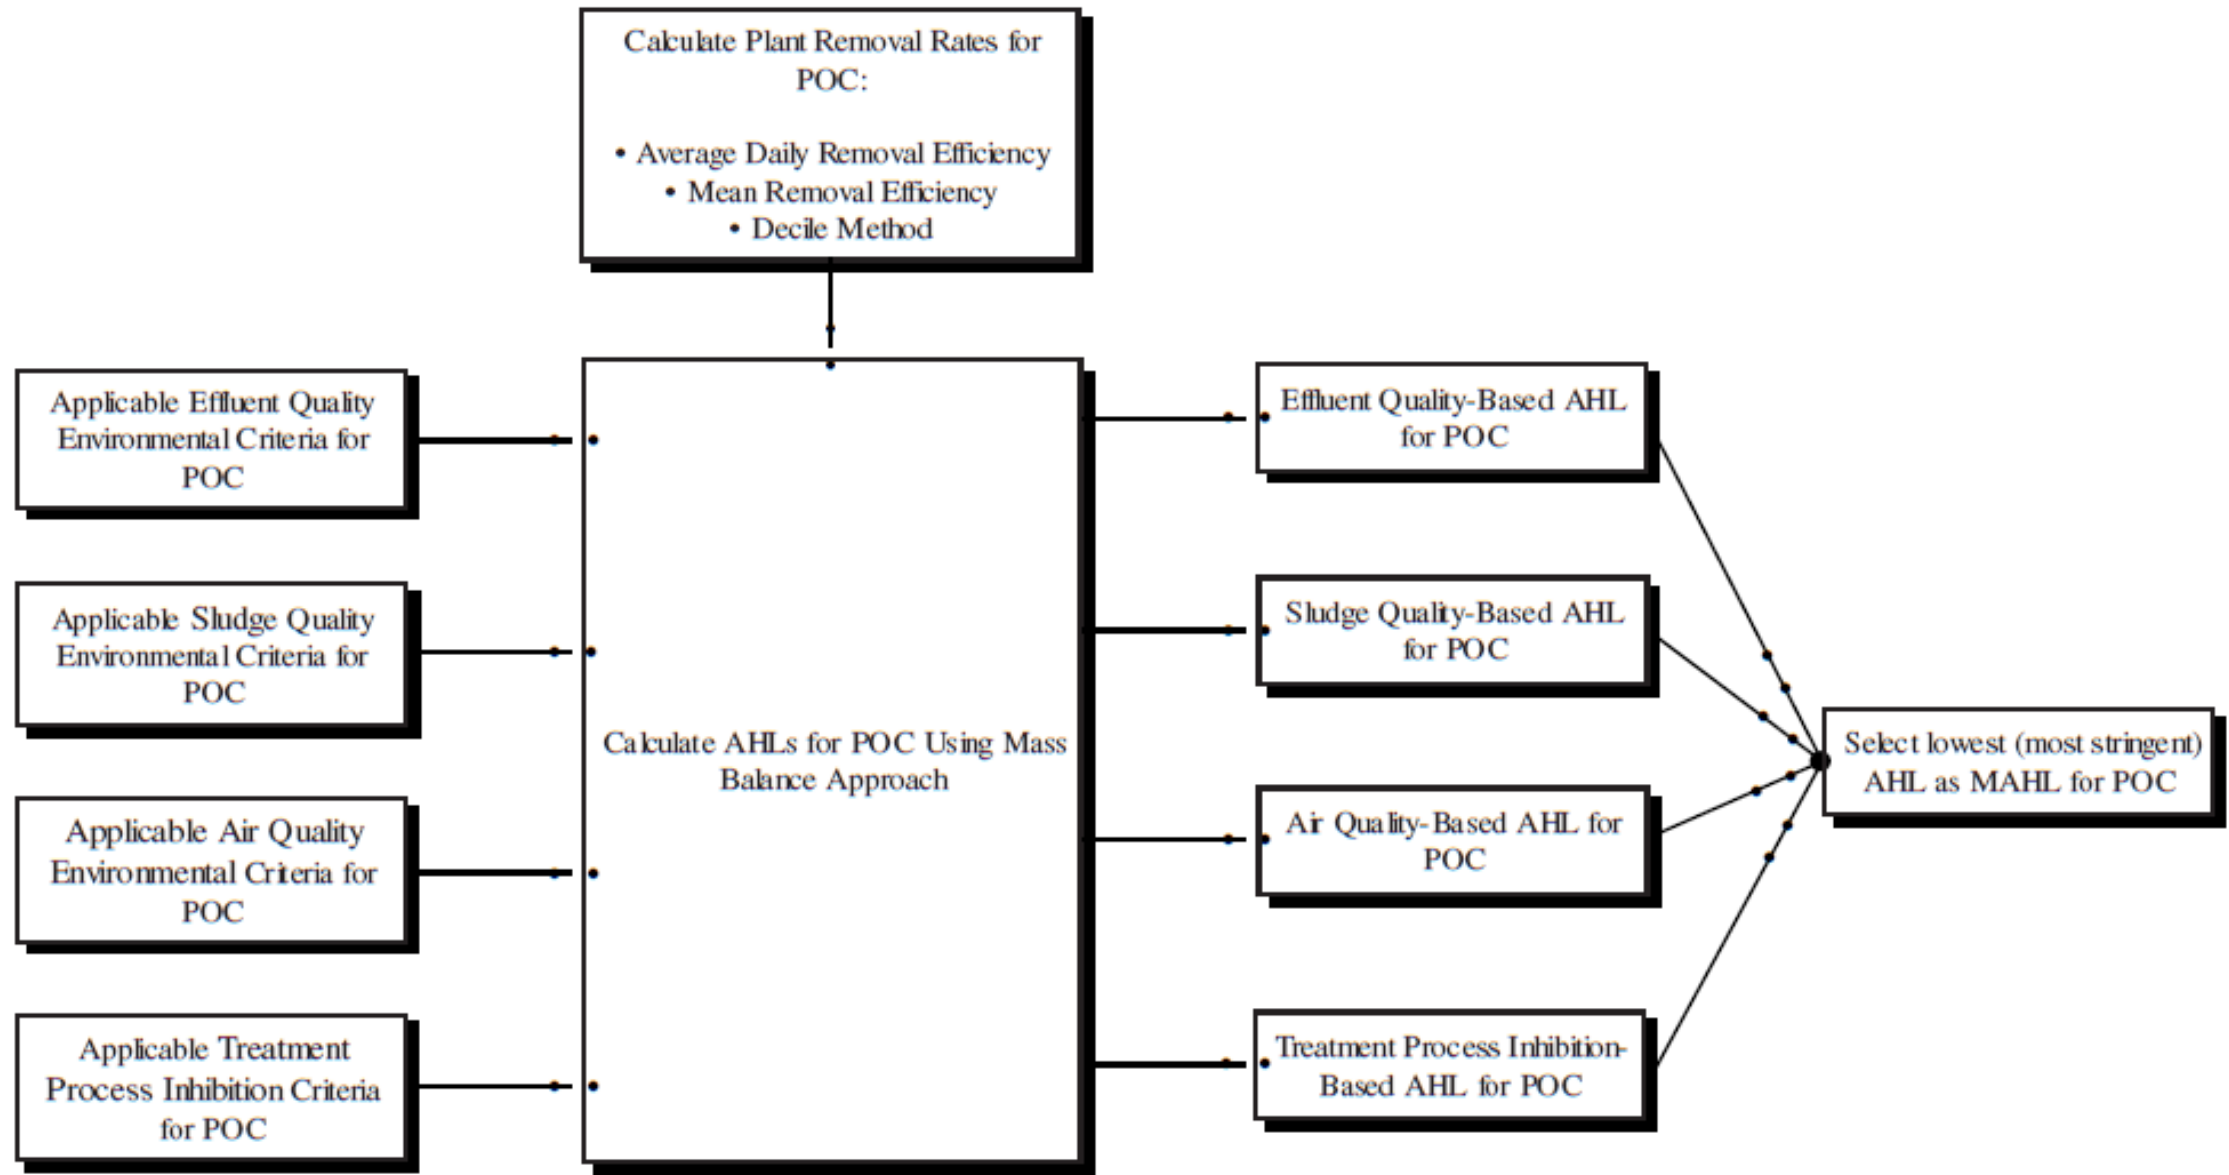 Calculate Plant Removal Rates for
POC:
• Average Daily Removal Efficiency
• Mean Removal Efficiency
• Decile Method
Applicable Effluent Quality
Environmental Criteria for
POC
Applicable Sludge Quality
Environmental Criteria for
POC
Applicable Air Quality
Environmental Criteria for
POC
Applicable Treatment
Process Inhibition Criteria
for POC
Calculate AHLs for POC Using Mass
Balance Approach
Effluent Quality-Based AHL
for POC
Sludge Quality-Based AHL
for POC
Air Quality-Based AHL for
POC
Treatment Process Inhibition-
Based AHL for POC
Select lowest (most stringent)
AHL as MAHL for POC